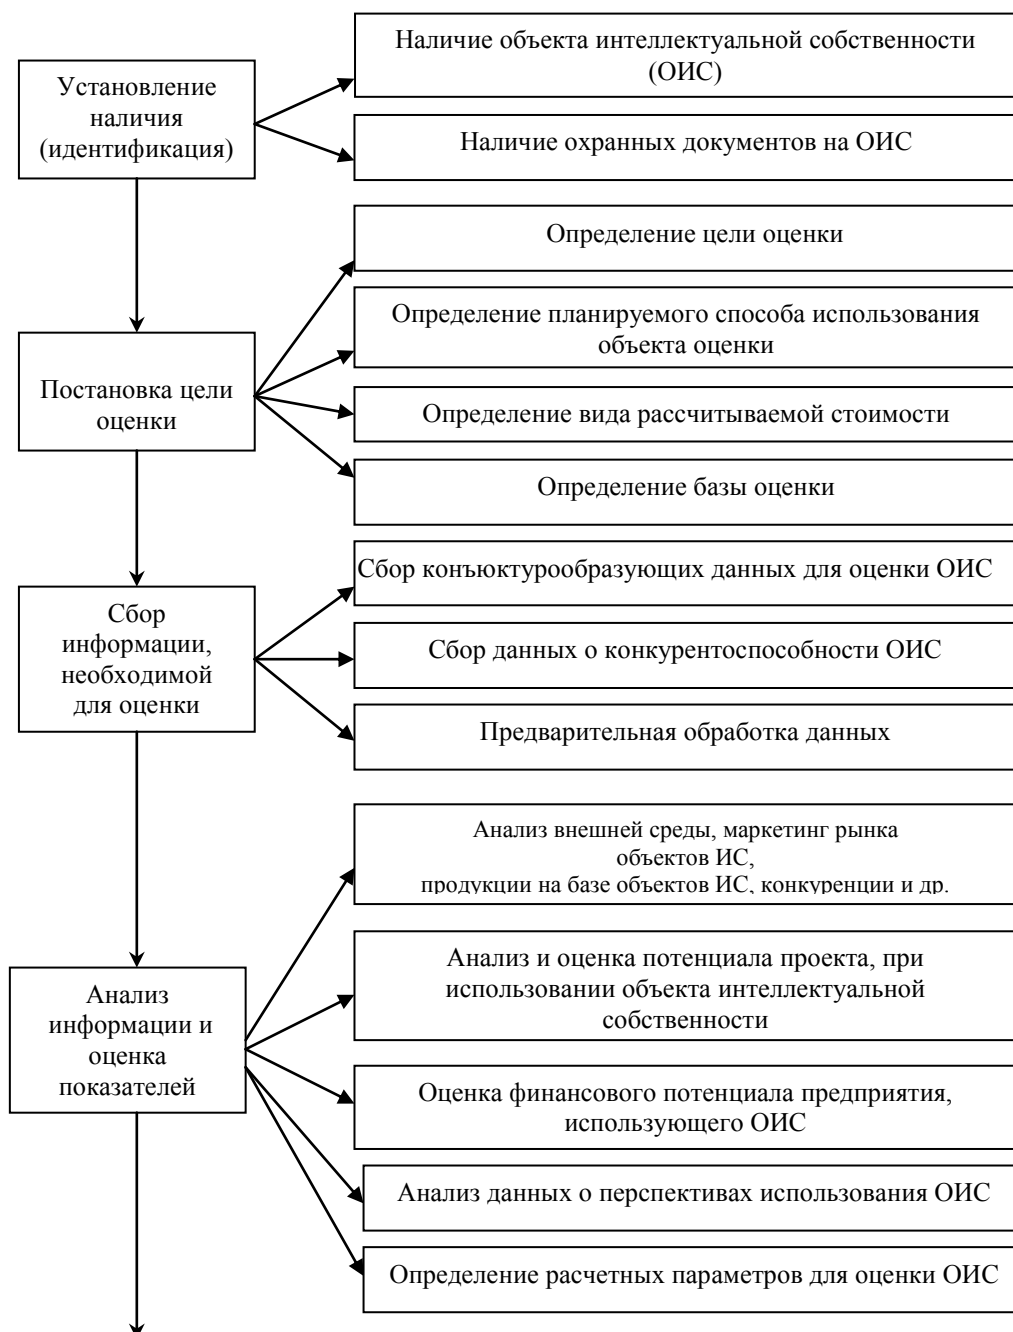 Установление
наличия
(идентификация)
Наличие объекта интеллектуальной собственности
(ОИС)
Наличие охранных документов на ОИС
Постановка цели
оценки
Определение цели оценки
Определение планируемого способа использования
объекта оценки
Определение вида рассчитываемой стоимости
Определение базы оценки
Сбор
информации,
необходимой
для оценки
Сбор конъюктурообразующих данных для оценки ОИС
Сбор данных о конкурентоспособности ОИС
Предварительная обработка данных
Анализ
информации и
оценка
показателей
Анализ внешней среды, маркетинг рынка
объектов ИС,
продукции на базе объектов ИС, конкуренции и др.
Анализ и оценка потенциала проекта, при
использовании объекта интеллектуальной
собственности
Оценка финансового потенциала предприятия,
использующего ОИС
Анализ данных о перспективах использования ОИС
Определение расчетных параметров для оценки ОИС